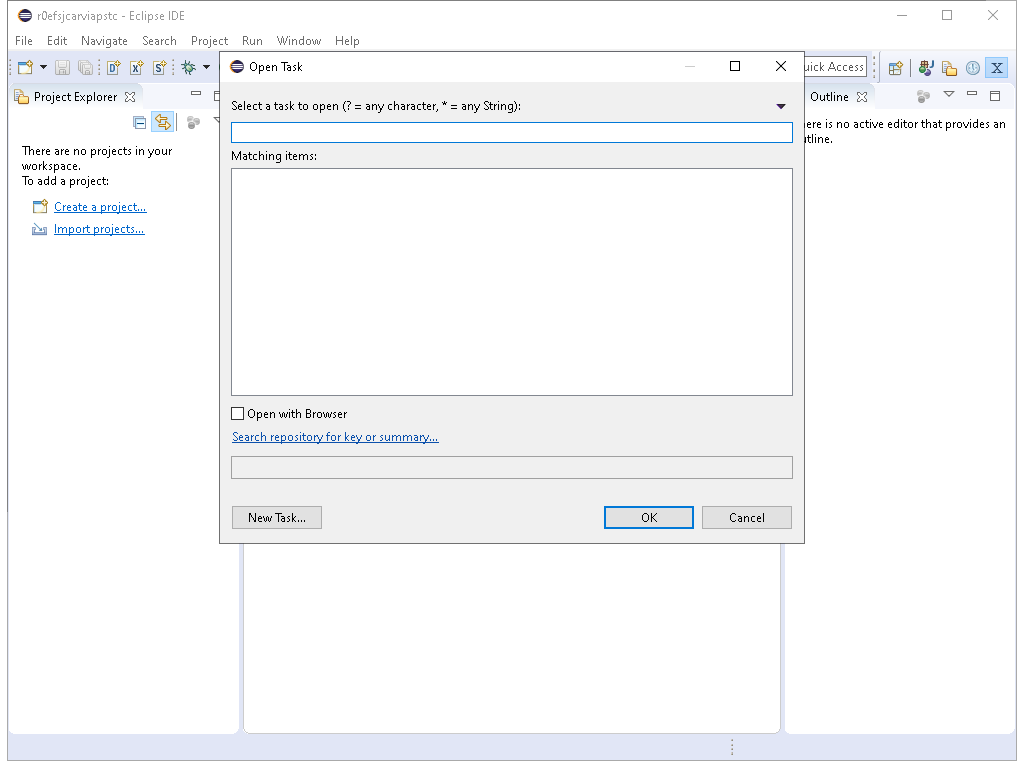 r0efsjcarviapstc - Eclipse IDE
File Edit Navigate Search Project Run Window Help
Open Task
Access
Project Explorer
Outline
Select a task to open (? = any character, * = any String):
Matching items:
There are no projects in your
workspace.
To add a project:
Create a project...
Import projects...
is no active editor that provides an
Open with Browser
Search repository for key or summary...
New Task...
OK
Cancel